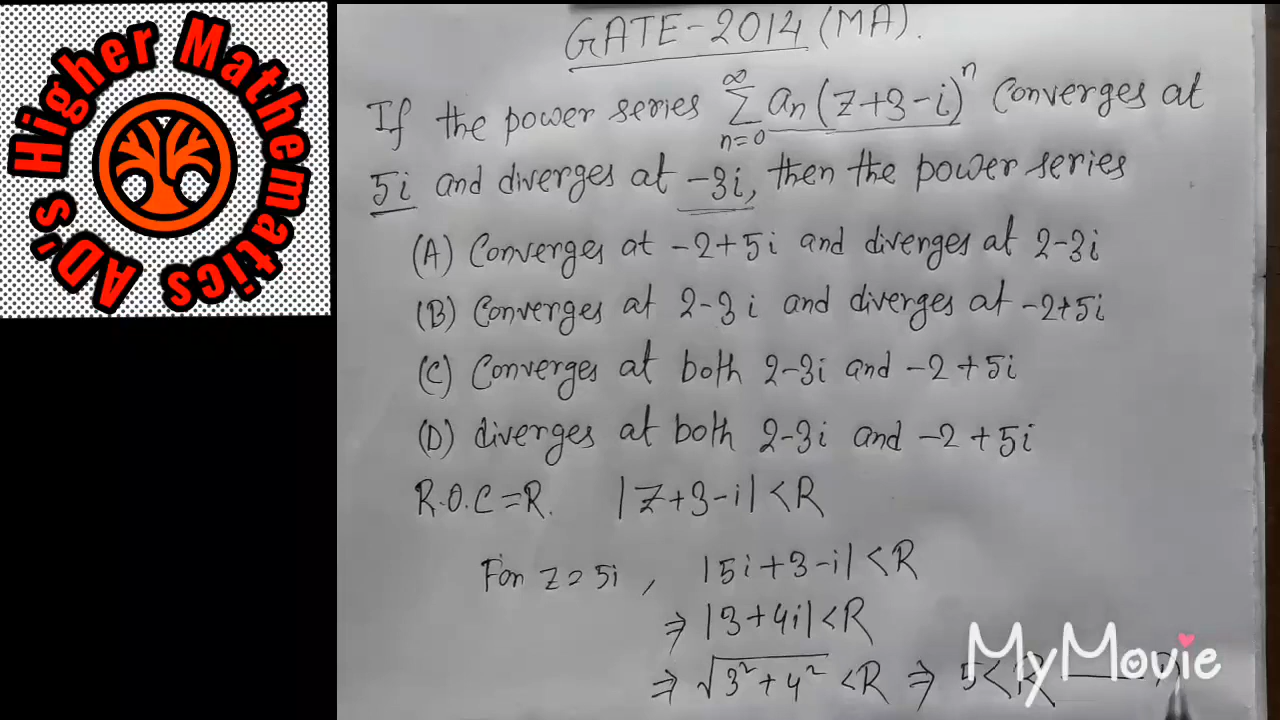 AD's Higher Mathematics
GATE-2014 (MA).
If the power series ∑_{n=0}^{∞} an (z+3-i)^n Converges at
5i and diverges at -3i, then the power series
(A) Converges at -2+5i and diverges at 2-3i
(B) Converges at 2-3i and diverges at -2+5i
(C) Converges at both 2-3i and -2+5i
(D) diverges at both 2-3i and -2+5i
R.O.C=R. |z+3-i|<R
For z=5i, |5i+3-i|<R
⇒ |3+4i|<R
⇒ √(3²+4²) <R ⇒ 5<R
MyMovie